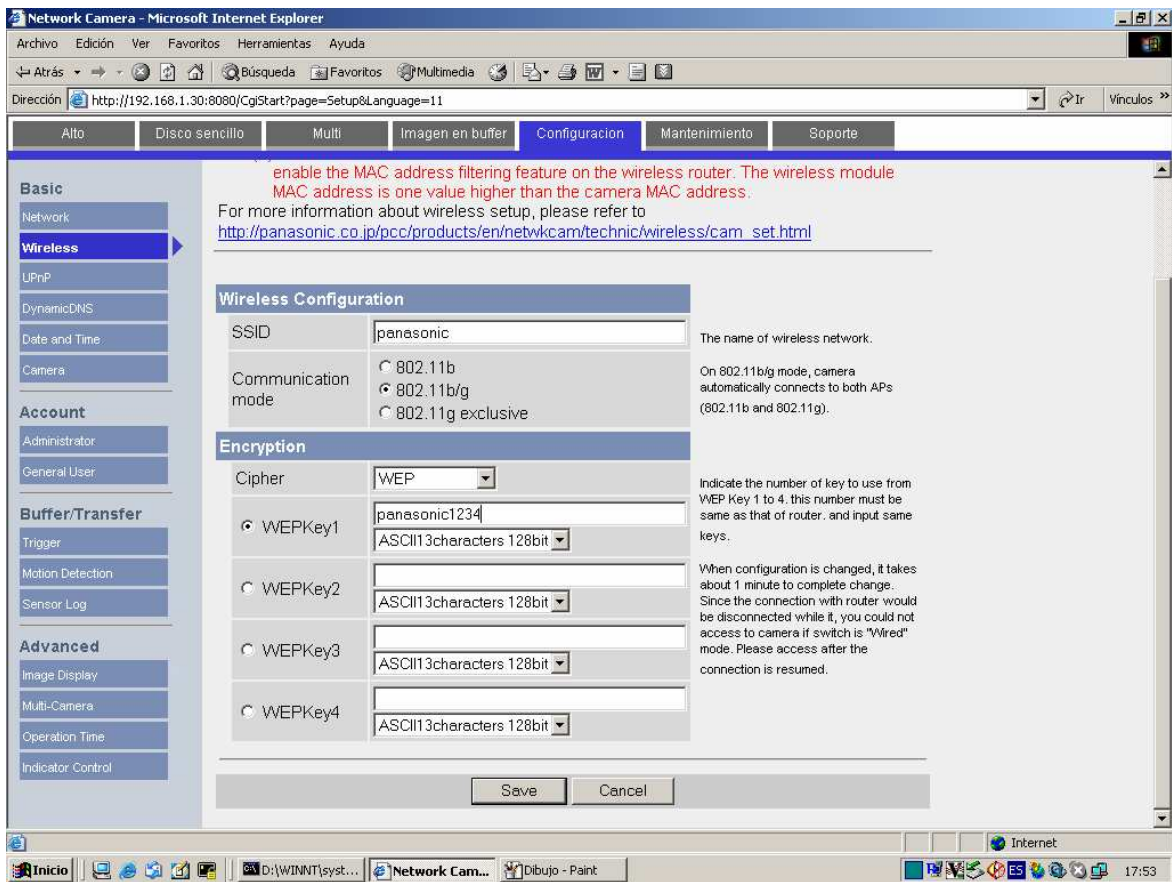 Network Camera - Microsoft Internet Explorer
Archivo Edición Ver Favoritos Herramientas Ayuda
Atrás Búsqueda Favoritos Multimedia
Dirección http://192.168.1.30:8080/CgiStart?page=Setup&Language=11 Ir Vínculos »
Alto Disco sencillo Multi Imagen en buffer Configuracion Mantenimiento Soporte
enable the MAC address filtering feature on the wireless router. The wireless module
MAC address is one value higher than the camera MAC address.
For more information about wireless setup, please refer to
http://panasonic.co.jp/pcc/products/en/netwkcam/technic/wireless/cam_set.html
Basic
Network
Wireless
UPnP
DynamicDNS
Date and Time
Camera
Account
Administrator
General User
Buffer/Transfer
Trigger
Motion Detection
Sensor Log
Advanced
Image Display
Multi-Camera
Operation Time
Indicator Control
Wireless Configuration
SSID panasonic
The name of wireless network.
Communication
mode
802.11b
802.11b/g
802.11g exclusive
On 802.11b/g mode, camera
automatically connects to both APs
(802.11b and 802.11g).
Encryption
Cipher WEP
WEPKey1 panasonic1234
ASCII13characters 128bit
WEPKey2
ASCII13characters 128bit
WEPKey3
ASCII13characters 128bit
WEPKey4
ASCII13characters 128bit
Indicate the number of key to use from
WEP Key 1 to 4. this number must be
same as that of router. and input same
keys.
When configuration is changed, it takes
about 1 minute to complete change.
Since the connection with router would
be disconnected while it, you could not
access to camera if switch is "Wired"
mode. Please access after the
connection is resumed.
Save Cancel
Internet
Inicio D:\WINNT\syst... Network Cam... Dibujo - Paint ES 17:53